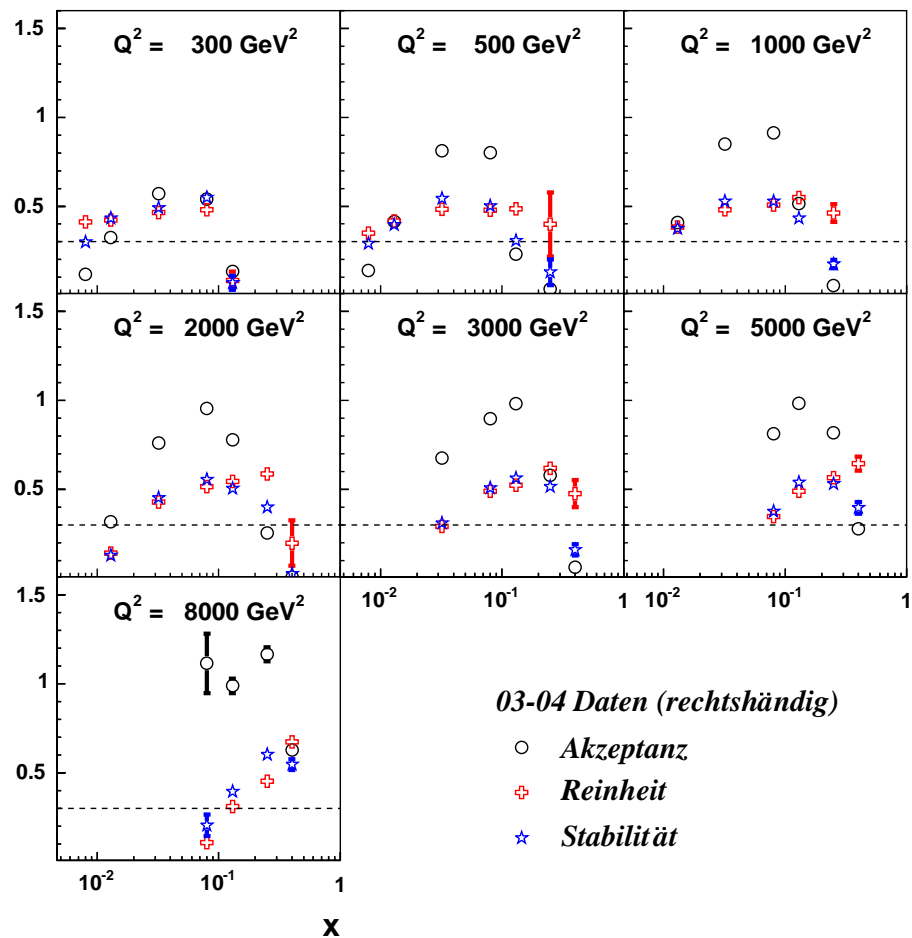 1.5
Q² = 300 GeV²
Q² = 500 GeV²
Q² = 1000 GeV²
1
0.5
1.5
Q² = 2000 GeV²
Q² = 3000 GeV²
Q² = 5000 GeV²
1
0.5
10⁻² 10⁻¹ 1 10⁻² 10⁻¹ 1
1.5
Q² = 8000 GeV²
1
0.5
10⁻² 10⁻¹ 1
x
03-04 Daten (rechtshändig)
Akzeptanz
Reinheit
Stabilität